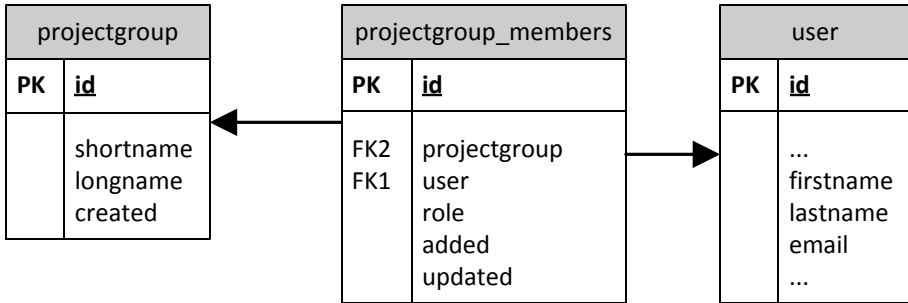 projectgroup
PK id
shortname
longname
created
projectgroup_members
PK id
FK2 projectgroup
FK1 user
role
added
updated
user
PK id
...
firstname
lastname
email
...